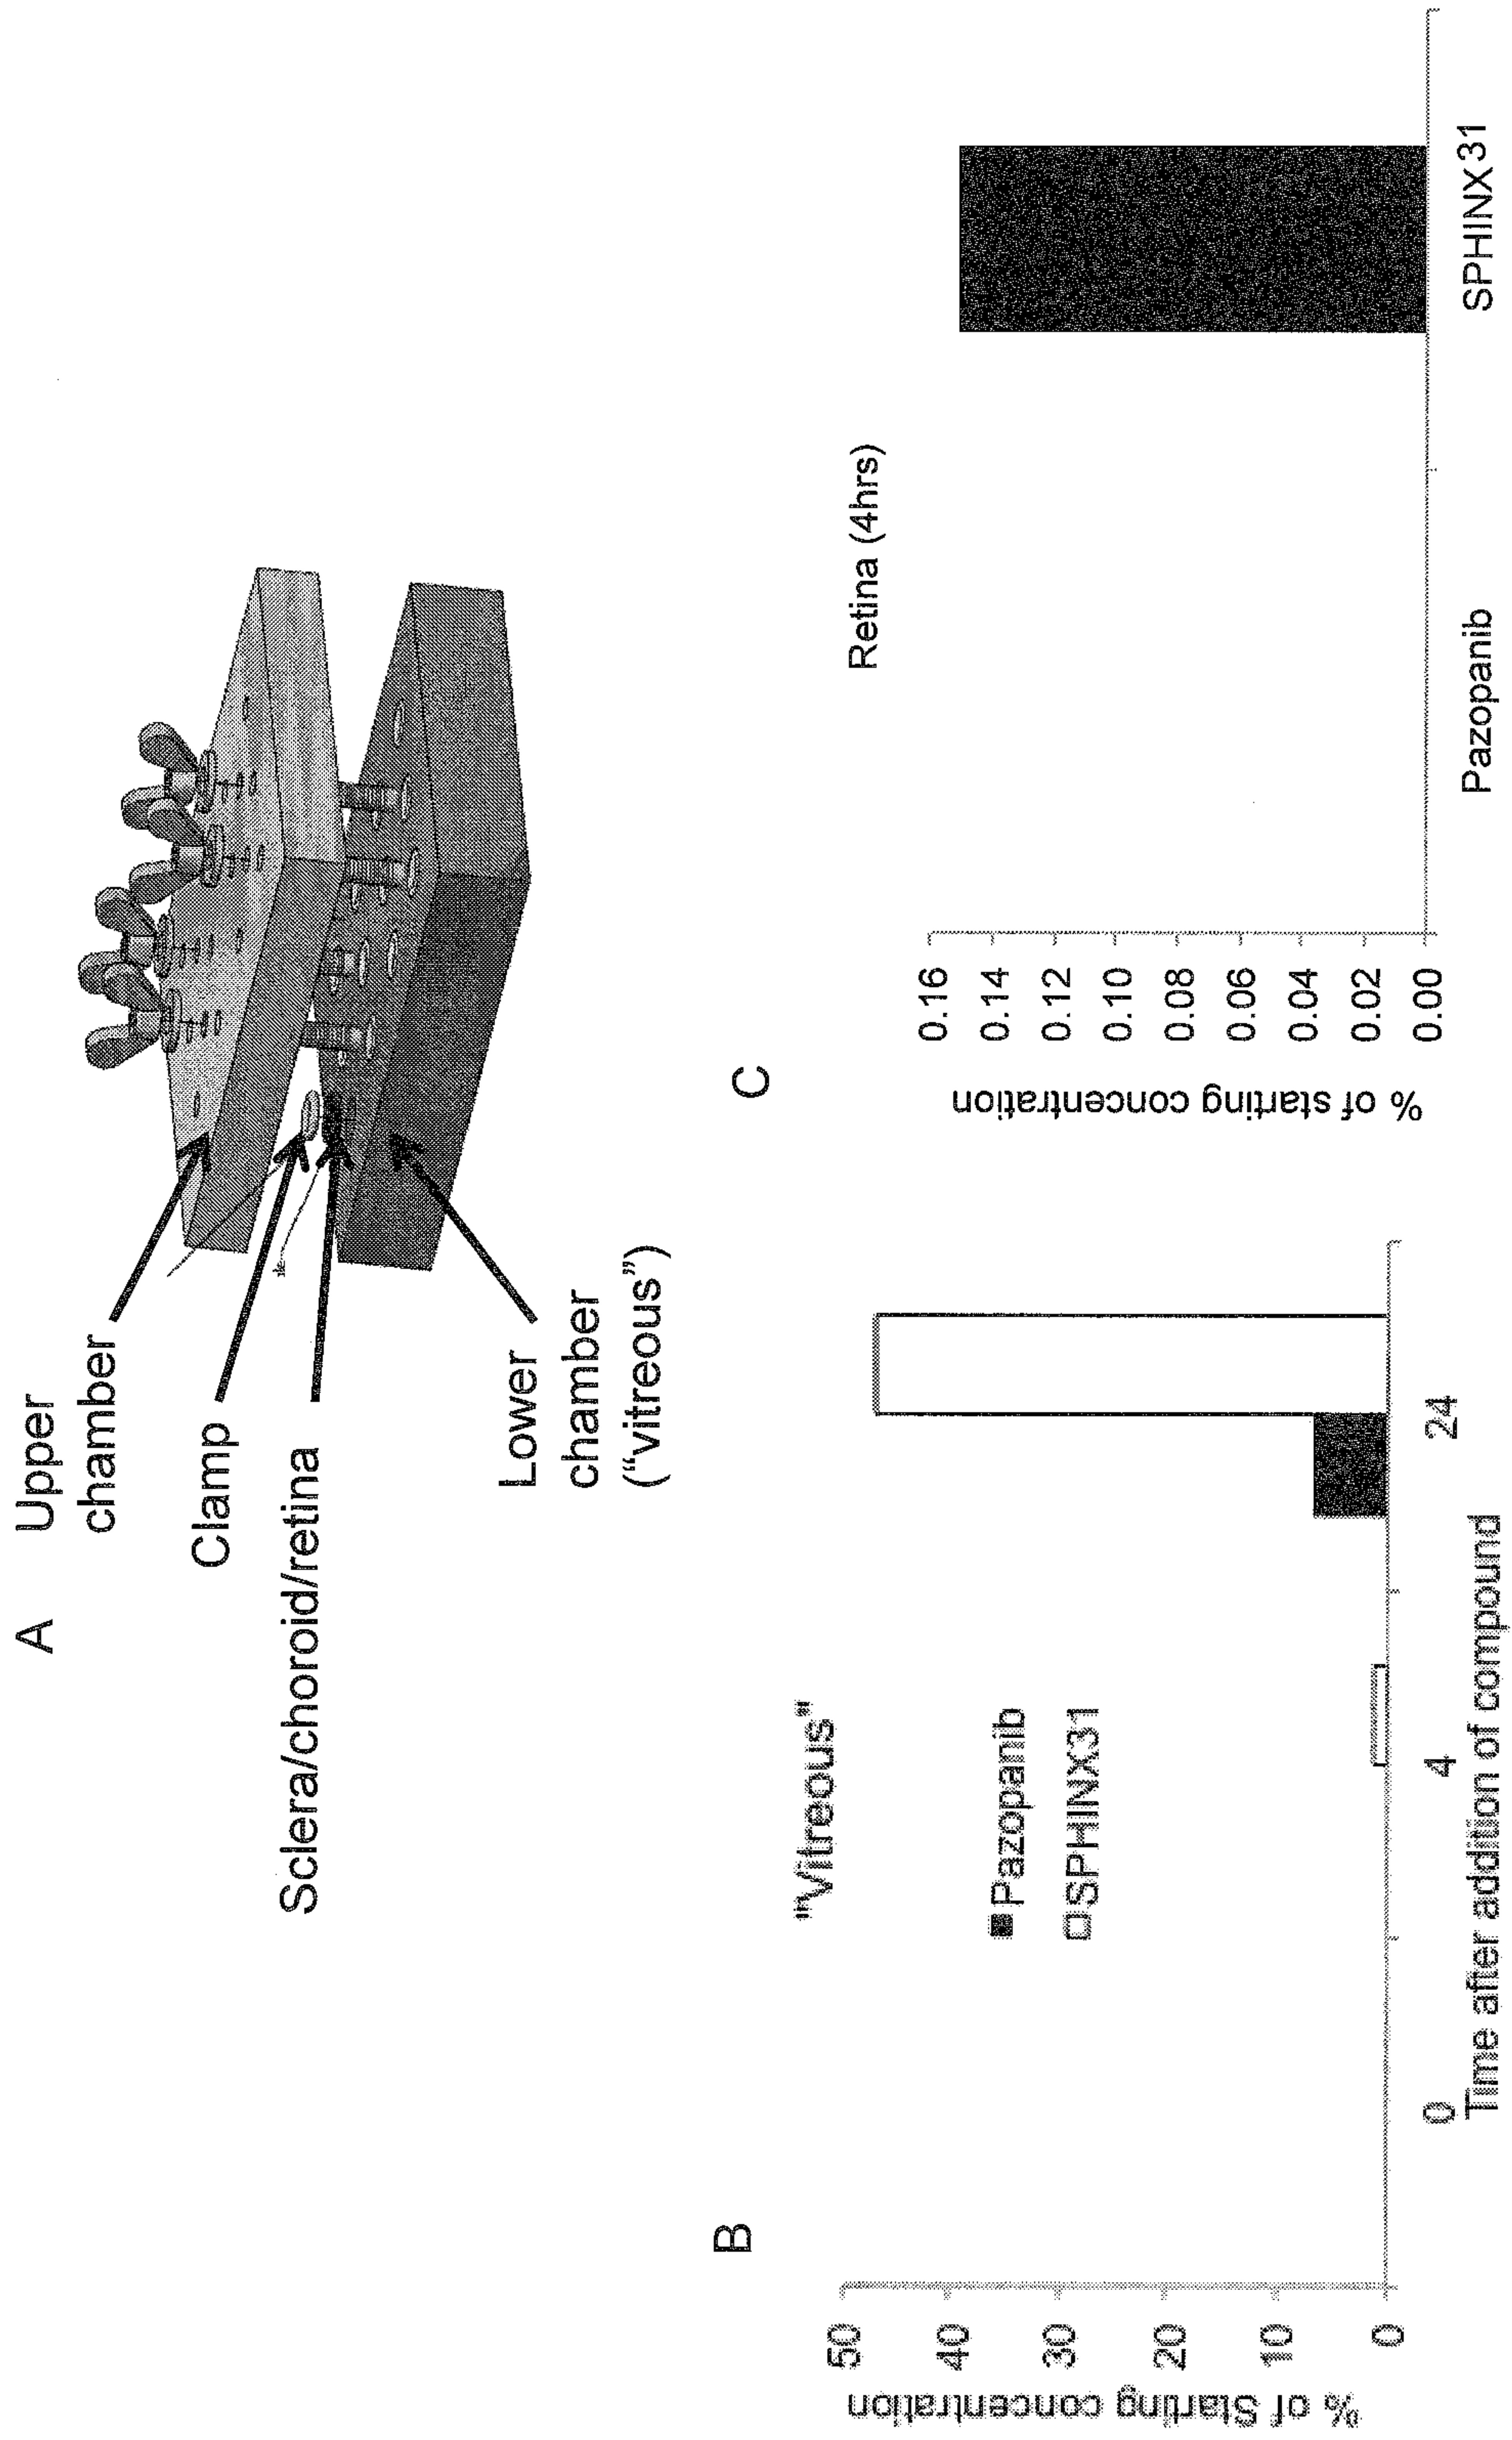 A
Upper
chamber
Clamp
Sclera/choroid/retina
Lower
chamber
("vitreous")
B
"Vitreous"
Pazopanib
SPHINX31
% of Starting concentration
50
40
30
20
10
0
0
4
24
Time after addition of compound
C
Retina (4hrs)
% of starting concentration
0.16
0.14
0.12
0.10
0.08
0.06
0.04
0.02
0.00
Pazopanib
SPHINX31